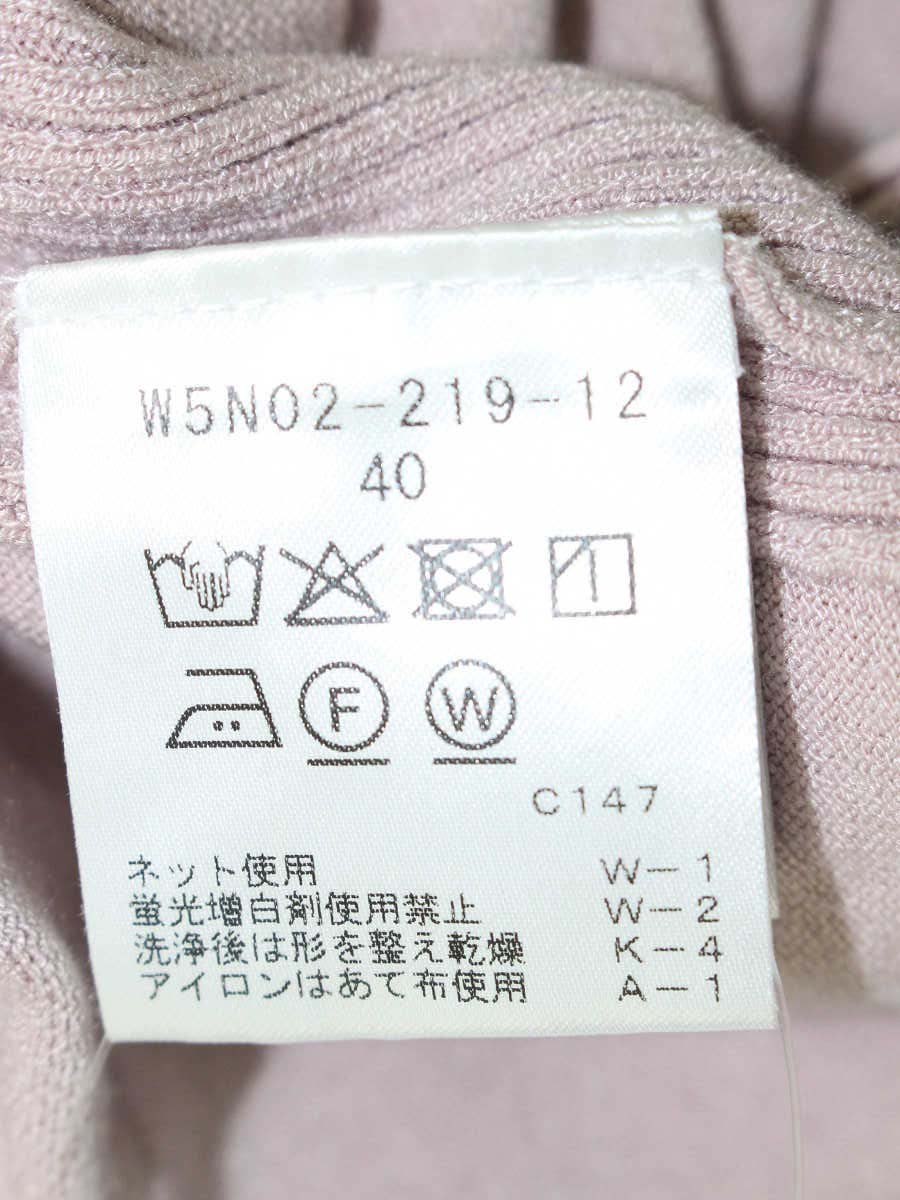 W5N02-219-12
40
F W
C147
ネット使用 W-1
蛍光増白剤使用禁止 W-2
洗浄後は形を整え乾燥 K-4
アイロンはあて布使用 A-1